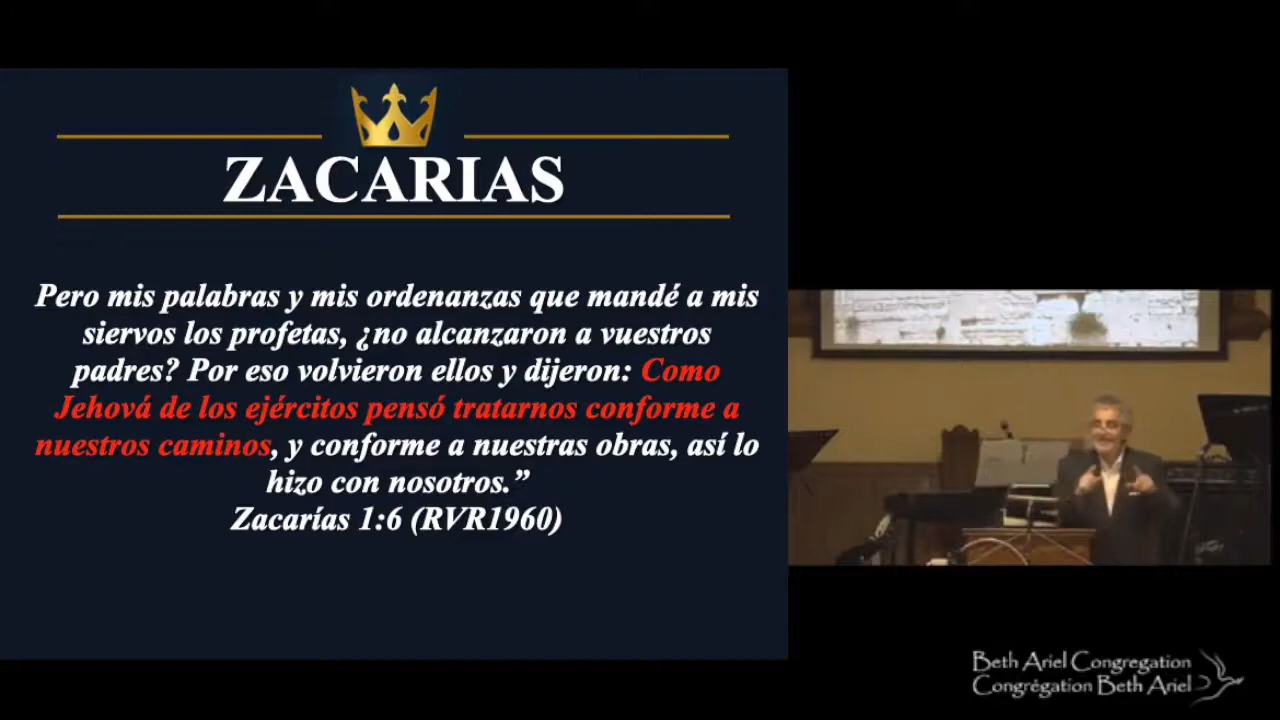 ZACARIAS
Pero mis palabras y mis ordenanzas que mandé a mis
siervos los profetas, ¿no alcanzaron a vuestros
padres? Por eso volvieron ellos y dijeron: Como
Jehová de los ejércitos pensó tratarnos conforme a
nuestros caminos, y conforme a nuestras obras, así lo
hizo con nosotros.”
Zacarías 1:6 (RVR1960)
Beth Ariel Congregation
Congrégation Beth Ariel